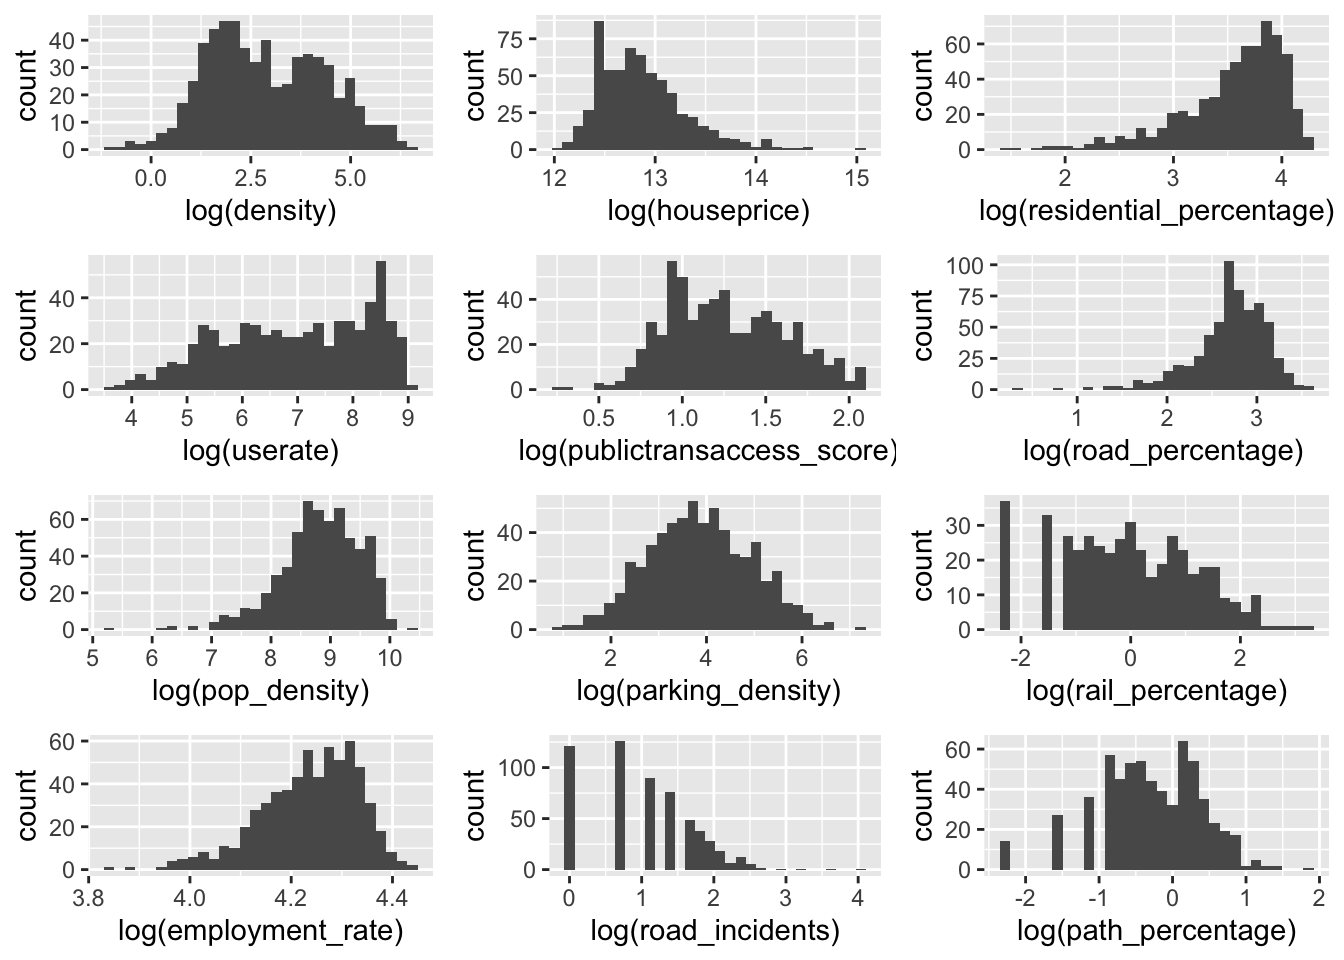 count
40
30
20
10
0
0.0 2.5 5.0
log(density)
count
75
50
25
0
12 13 14 15
log(houseprice)
count
60
40
20
0
2 3 4
log(residential_percentage)
count
40
20
0
4 5 6 7 8 9
log(userate)
count
40
20
0
0.5 1.0 1.5 2.0
log(publictransaccess_score)
count
100
75
50
25
0
1 2 3
log(road_percentage)
count
60
40
20
0
5 6 7 8 9 10
log(pop_density)
count
40
20
0
2 4 6
log(parking_density)
count
30
20
10
0
-2 0 2
log(rail_percentage)
count
60
40
20
0
3.8 4.0 4.2 4.4
log(employment_rate)
count
100
50
0
0 1 2 3 4
log(road_incidents)
count
60
40
20
0
-2 -1 0 1 2
log(path_percentage)